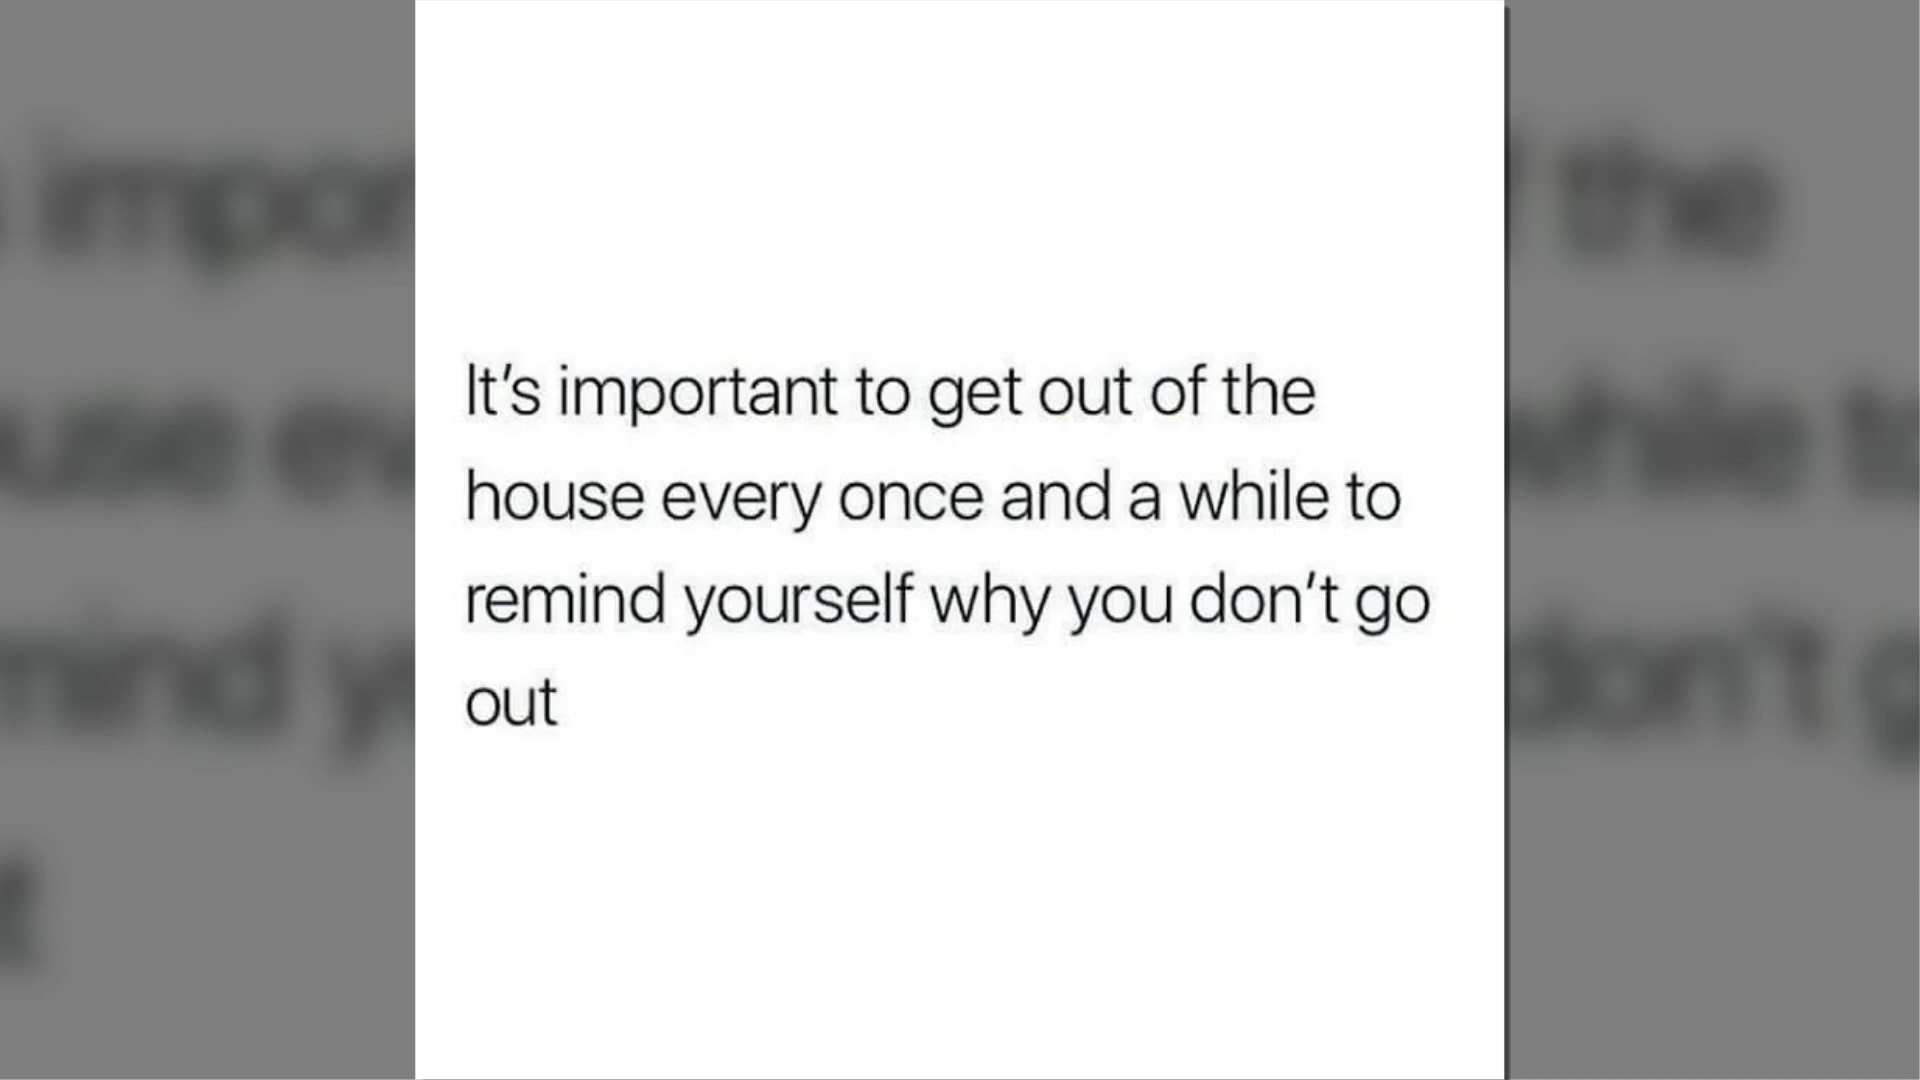 It’s important to get out of the
house every once and a while to
remind yourself why you don’t go
out